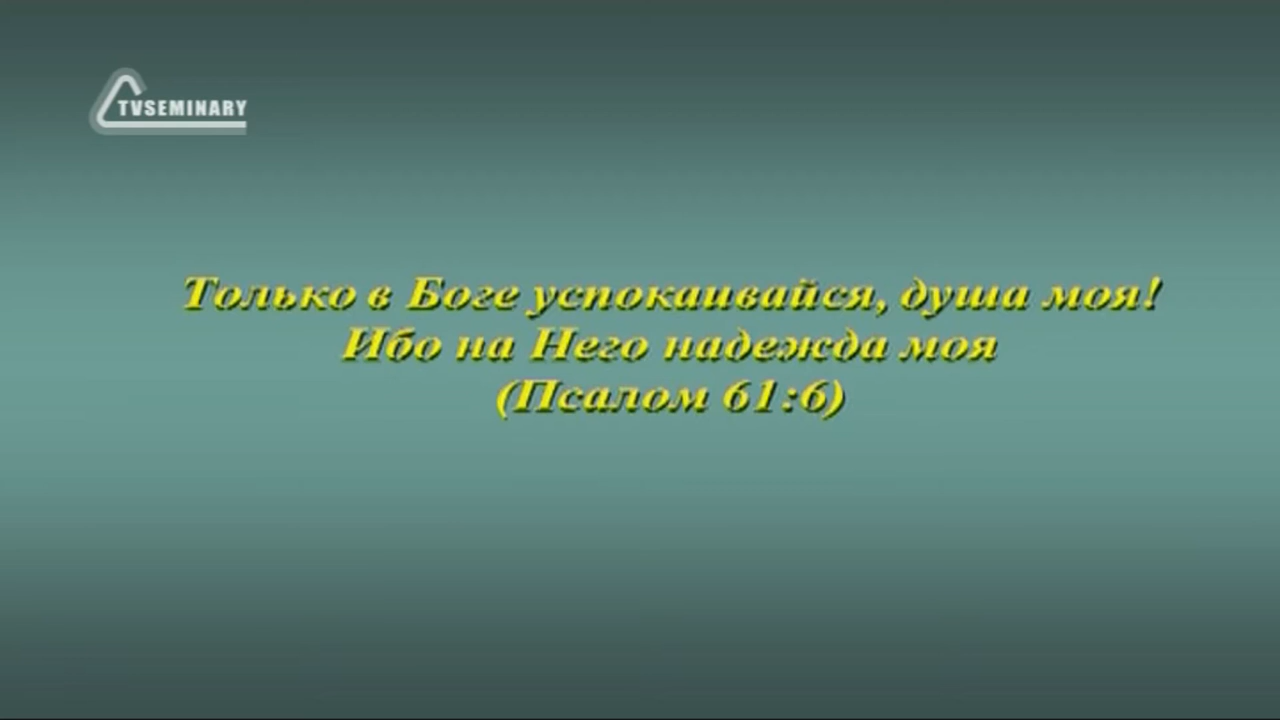 TVSEMINARY
Только в Боге успокаивайся, душа моя!
Ибо на Него надежда моя
(Псалом 61:6)